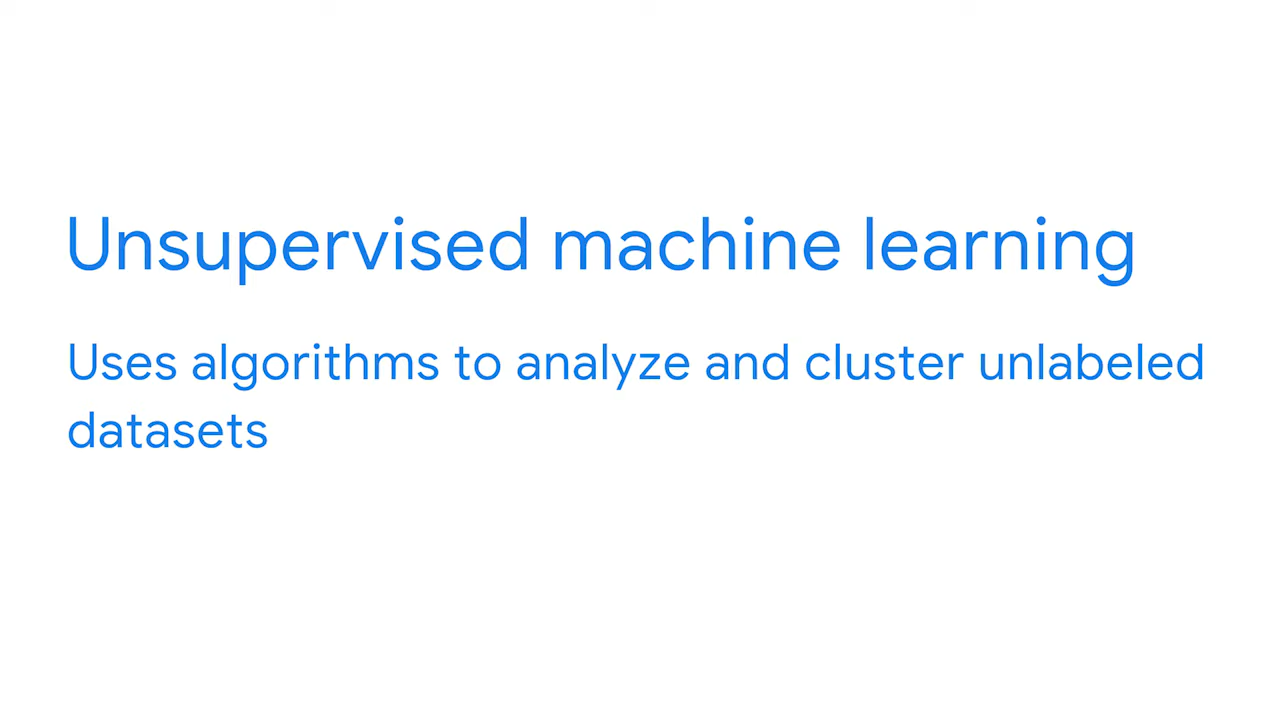 Unsupervised machine learning
Uses algorithms to analyze and cluster unlabeled
datasets